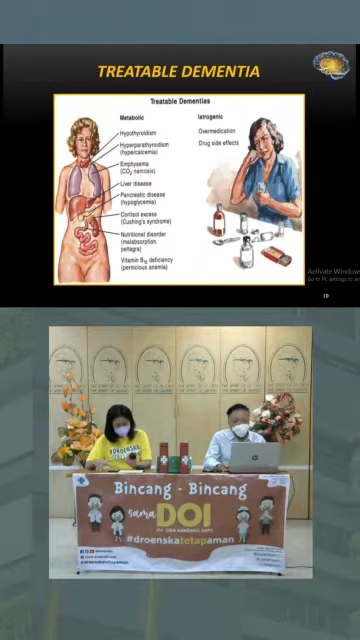 TREATABLE DEMENTIA
Treatable Dementias
Metabolic
Hypothyroidism
Hyperparathyroidism
(hypercalcemia)
Emphysema
(CO₂ narcosis)
Liver disease
Pancreatic disease
(hypoglycemia)
Cortisol excess
(Cushing's syndrome)
Nutritional disorder
(malabsorption,
pellagra)
Vitamin B₁₂ deficiency
(pernicious anemia)
Iatrogenic
Overmedication
Drug side effects
Activate Windows
Go to PC settings to
10
#DROENSKA
Bincang - Bincang
sama DOI
#droenskatetapaman
#droenskatetapaman